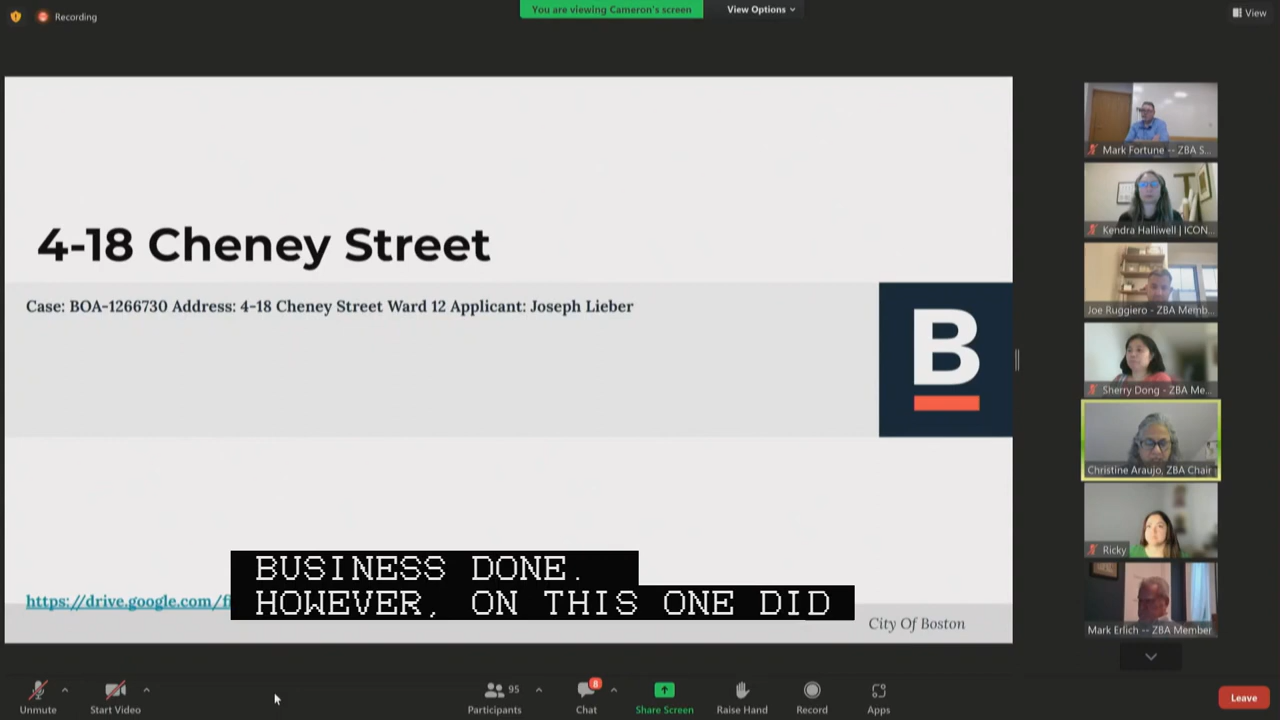 Recording
You are viewing Cameron's screen
View Options
View
4-18 Cheney Street
Case: BOA-1266730 Address: 4-18 Cheney Street Ward 12 Applicant: Joseph Lieber
B
https://drive.google.com/fi
City Of Boston
BUSINESS DONE.
HOWEVER, ON THIS ONE DID
Mark Fortune -- ZBA S...
Kendra Halliwell | ICON...
Joe Ruggiero - ZBA Memb...
Sherry Dong - ZBA Me...
Christine Araujo, ZBA Chair
Ricky
Mark Erlich -- ZBA Member
Unmute
Start Video
Participants
95
Chat
8
Share Screen
Raise Hand
Record
Apps
Leave